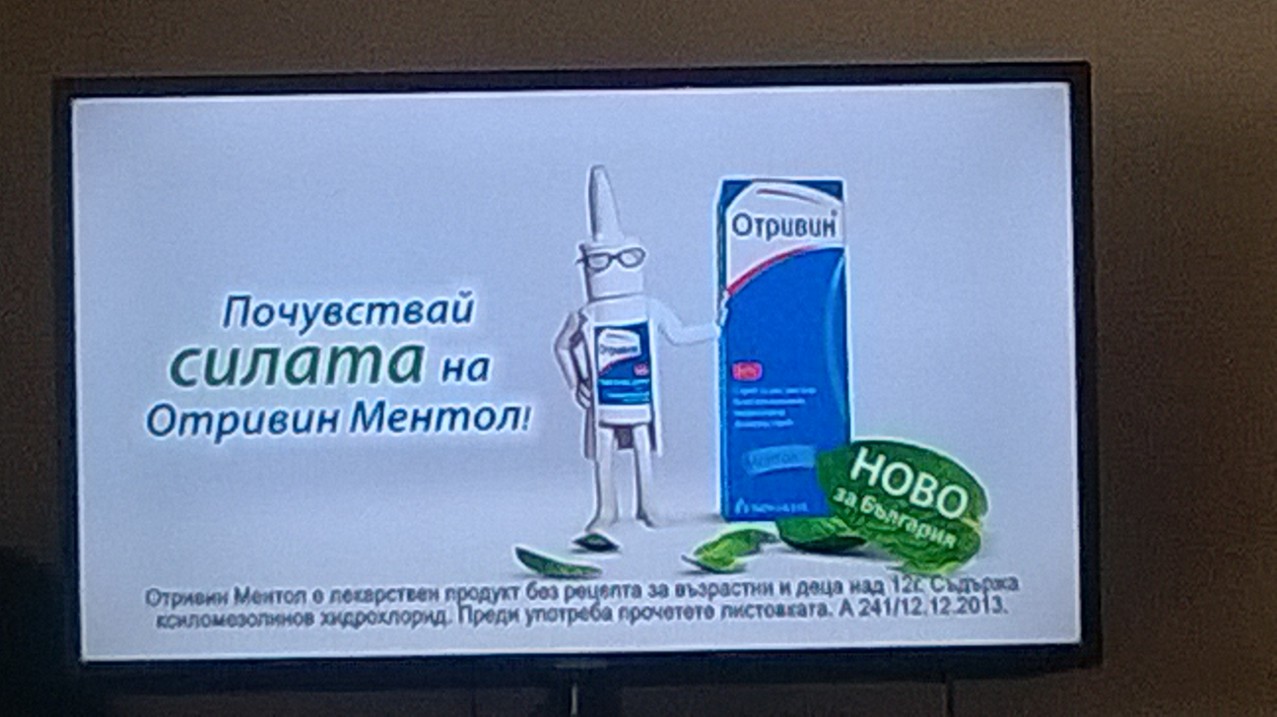 Почувствай
силата на
Отривин Ментол!
Отривин
Отривин®
НОВО
за България
Отривин Ментол е лекарствен продукт без рецепта за възрастни и деца над 12г. Съдържа
ксилометазолинов хидрохлорид. Преди употреба прочетете листовката. А 241/12.12.2013.